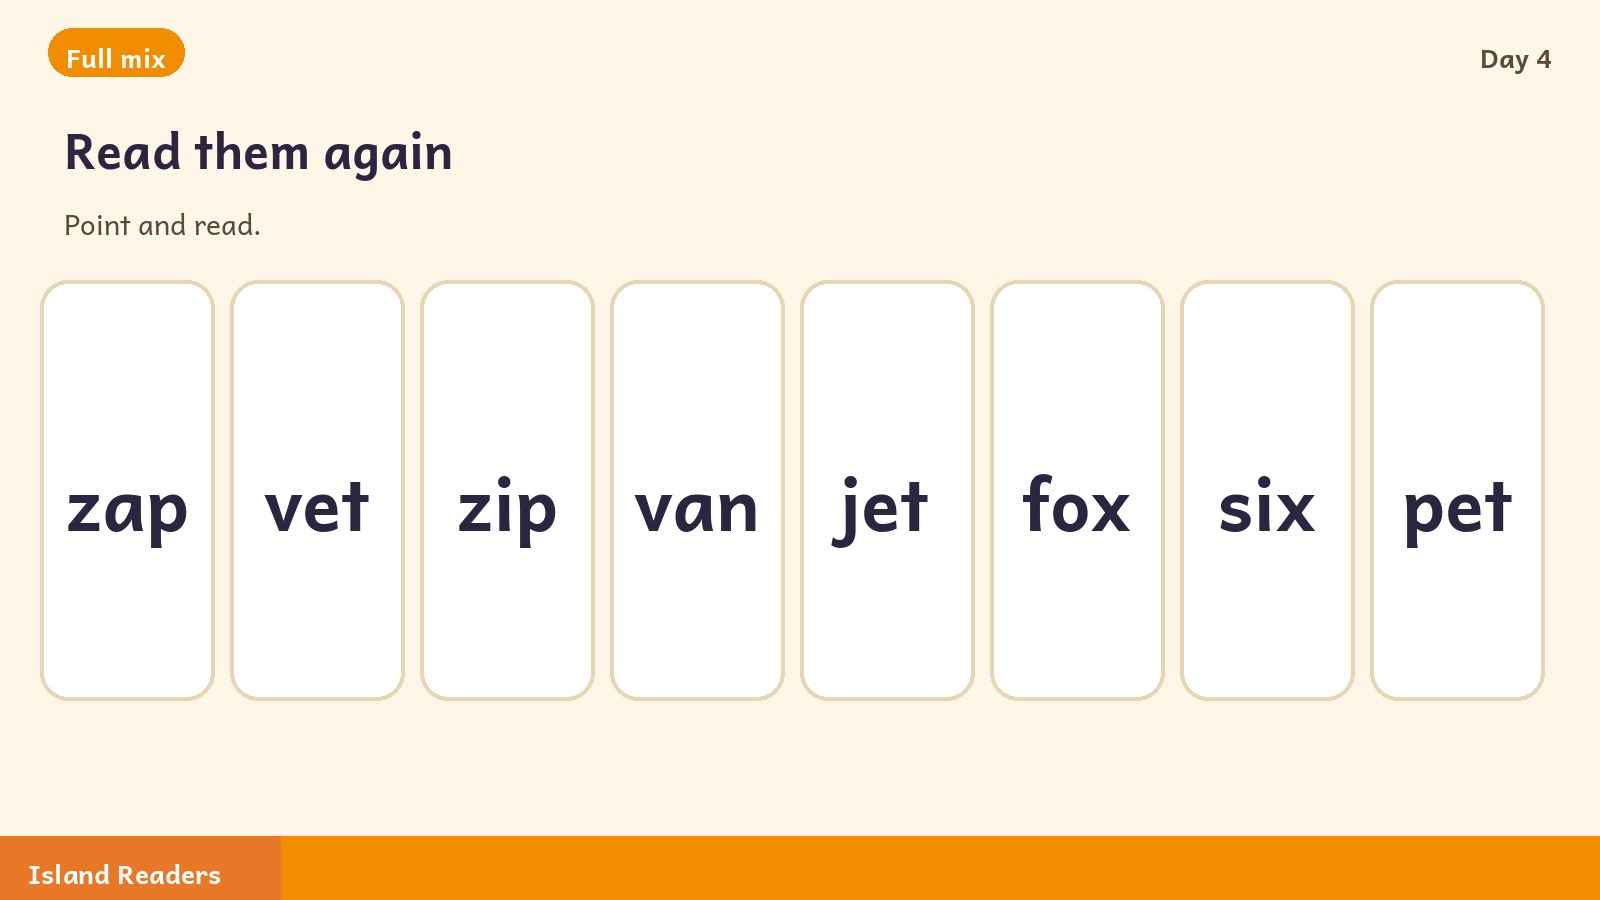 Full mix
Day 4
Read them again
Point and read.
zap vet zip van jet fox six pet
Island Readers